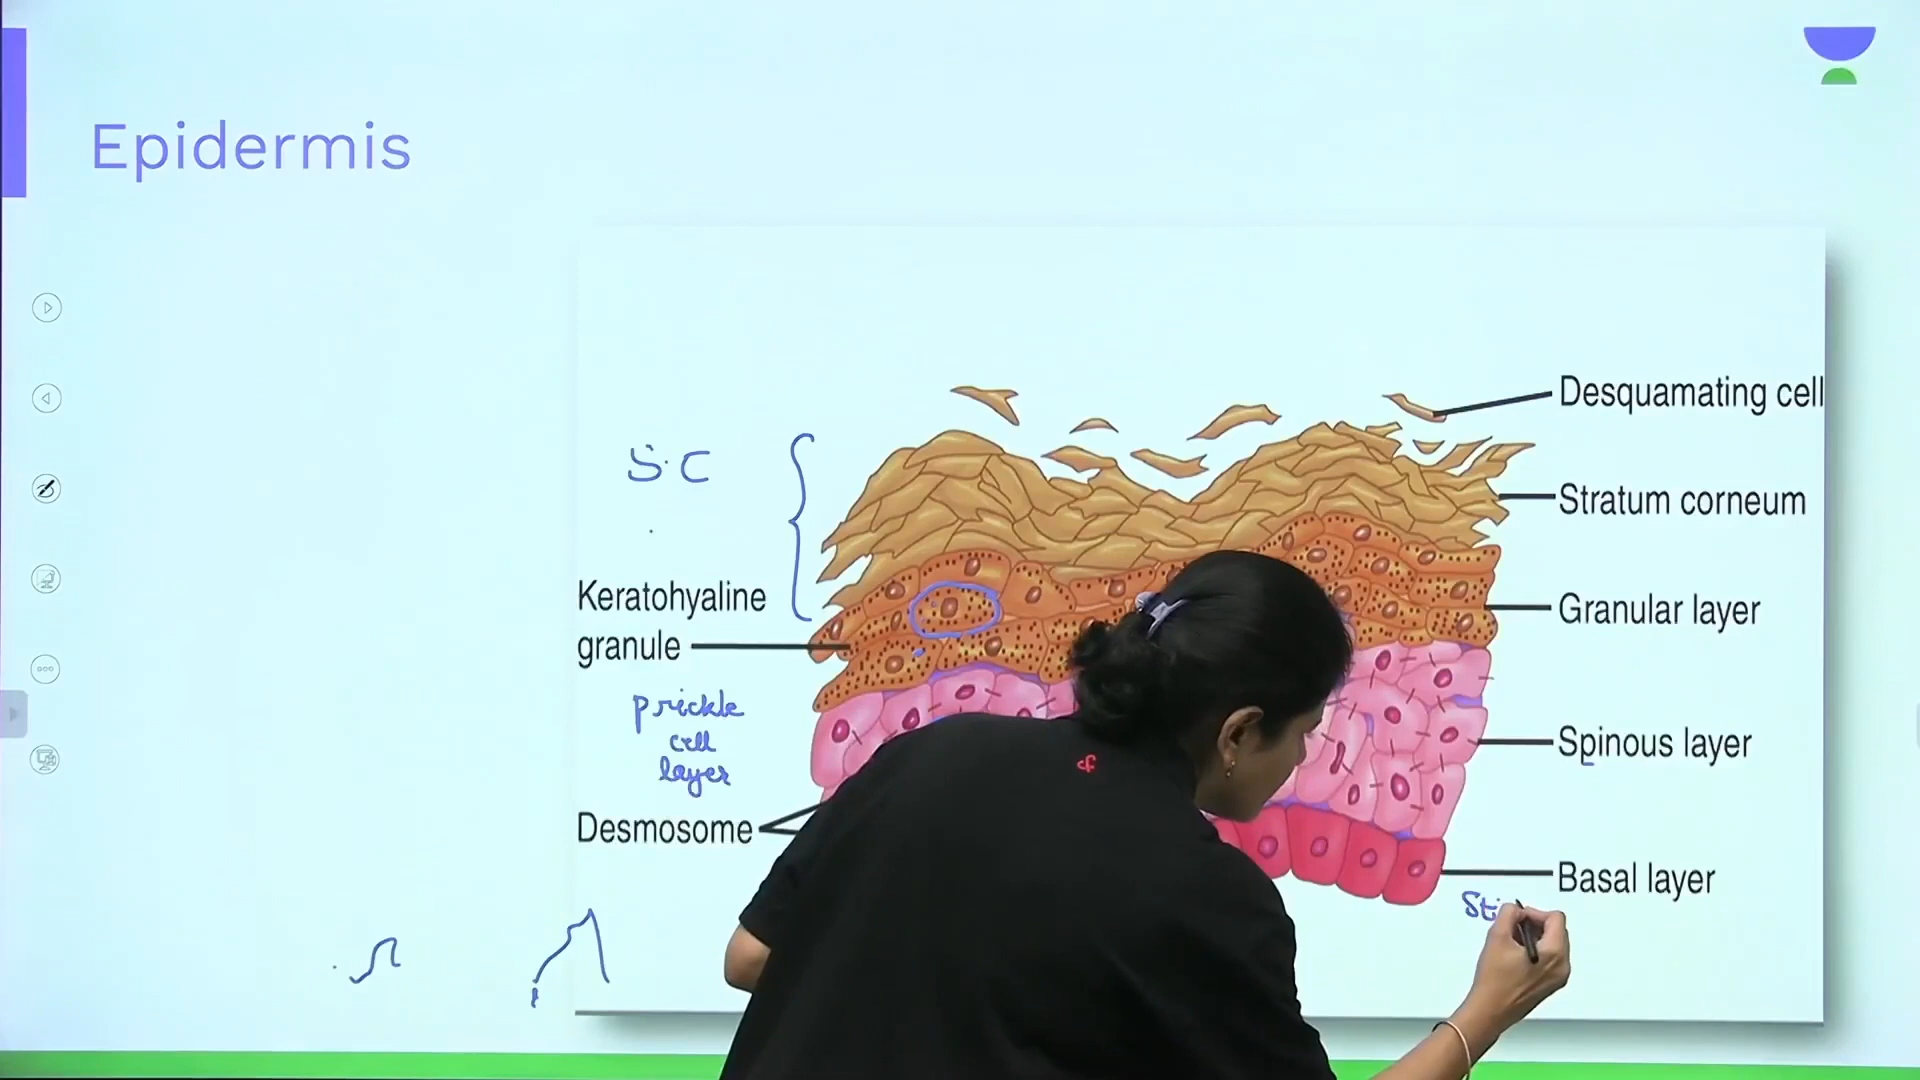 Epidermis
Desquamating cell
S.C
Stratum corneum
Keratohyaline
granule
Granular layer
prickle
cell
layer
Spinous layer
Desmosome
Basal layer